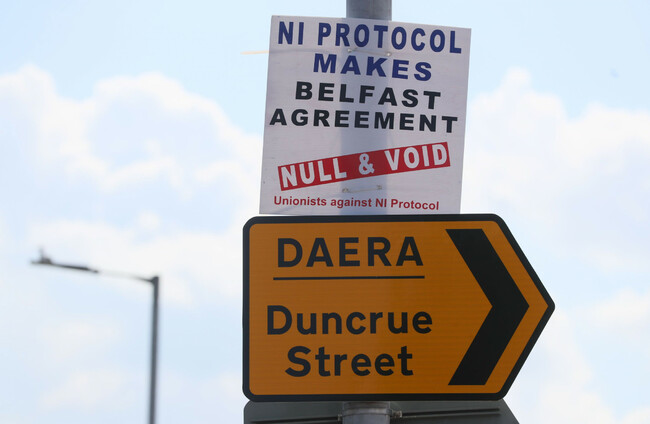 NI PROTOCOL
MAKES
BELFAST
AGREEMENT
NULL & VOID
Unionists against NI Protocol
DAERA
Duncrue
Street